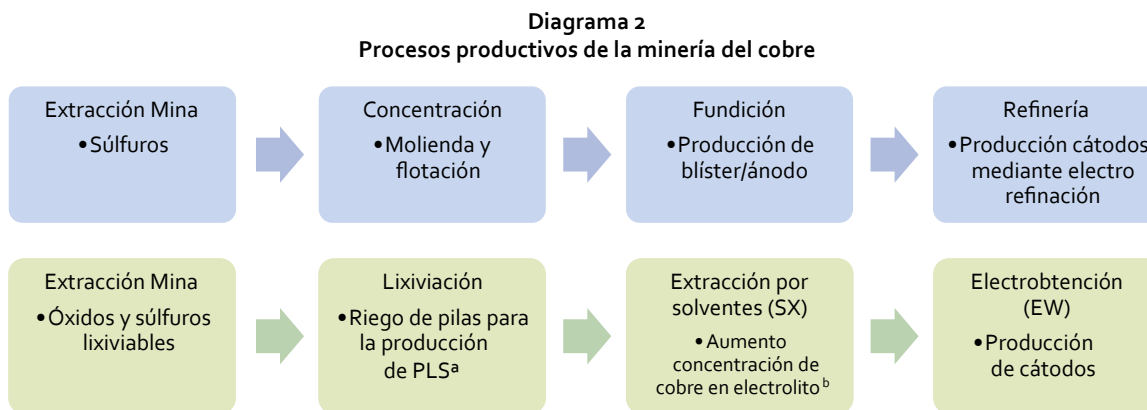 Diagrama 2
Procesos productivos de la minería del cobre
Extracción Mina
•Súlfuros
Concentración
•Molienda y
flotación
Fundición
•Producción de
blíster/ánodo
Refinería
•Producción cátodos
mediante electro
refinación
Extracción Mina
•Óxidos y súlfuros
lixiviables
Lixiviación
•Riego de pilas para
la producción
de PLSª
Extracción por
solventes (SX)
•Aumento
concentración de
cobre en electrolito ᵇ
Electrobtención
(EW)
•Producción
de cátodos